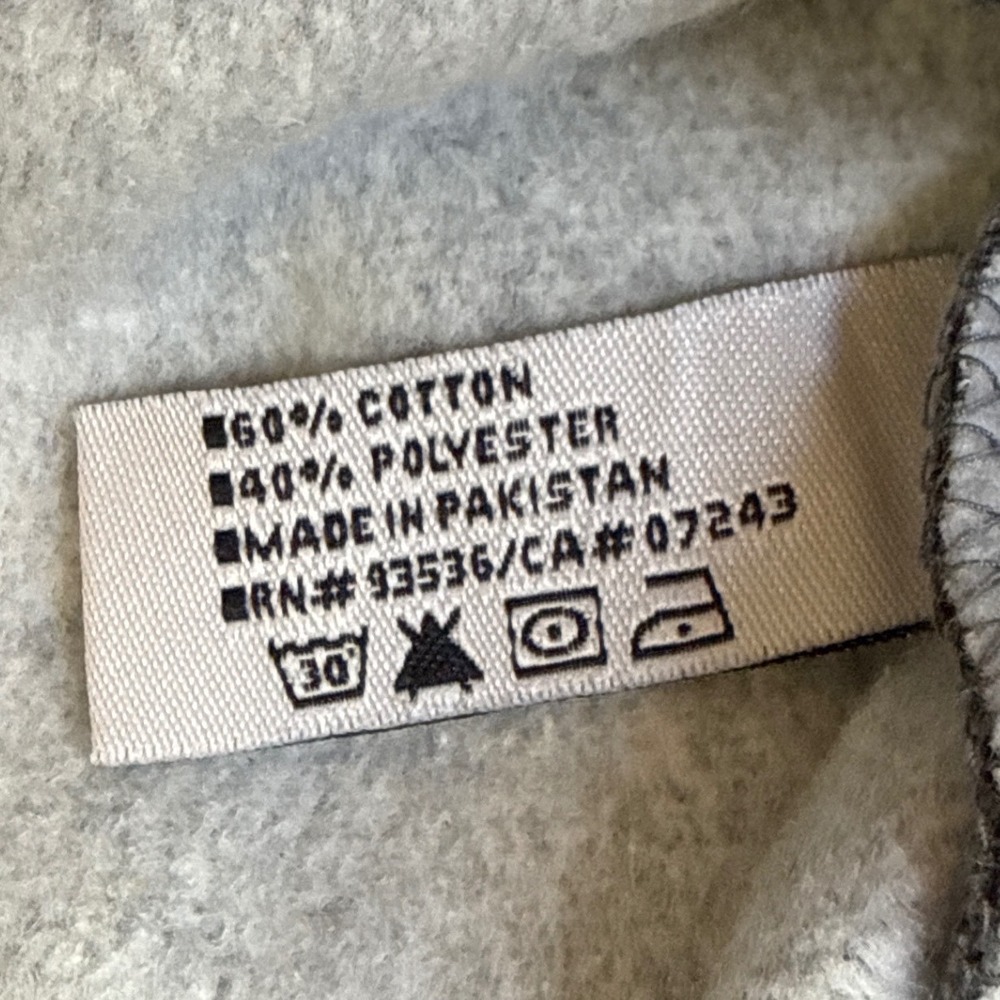 ■60% COTTON
■40% POLYESTER
■MADE IN PAKISTAN
■RN# 93536/CA# 07243
30°